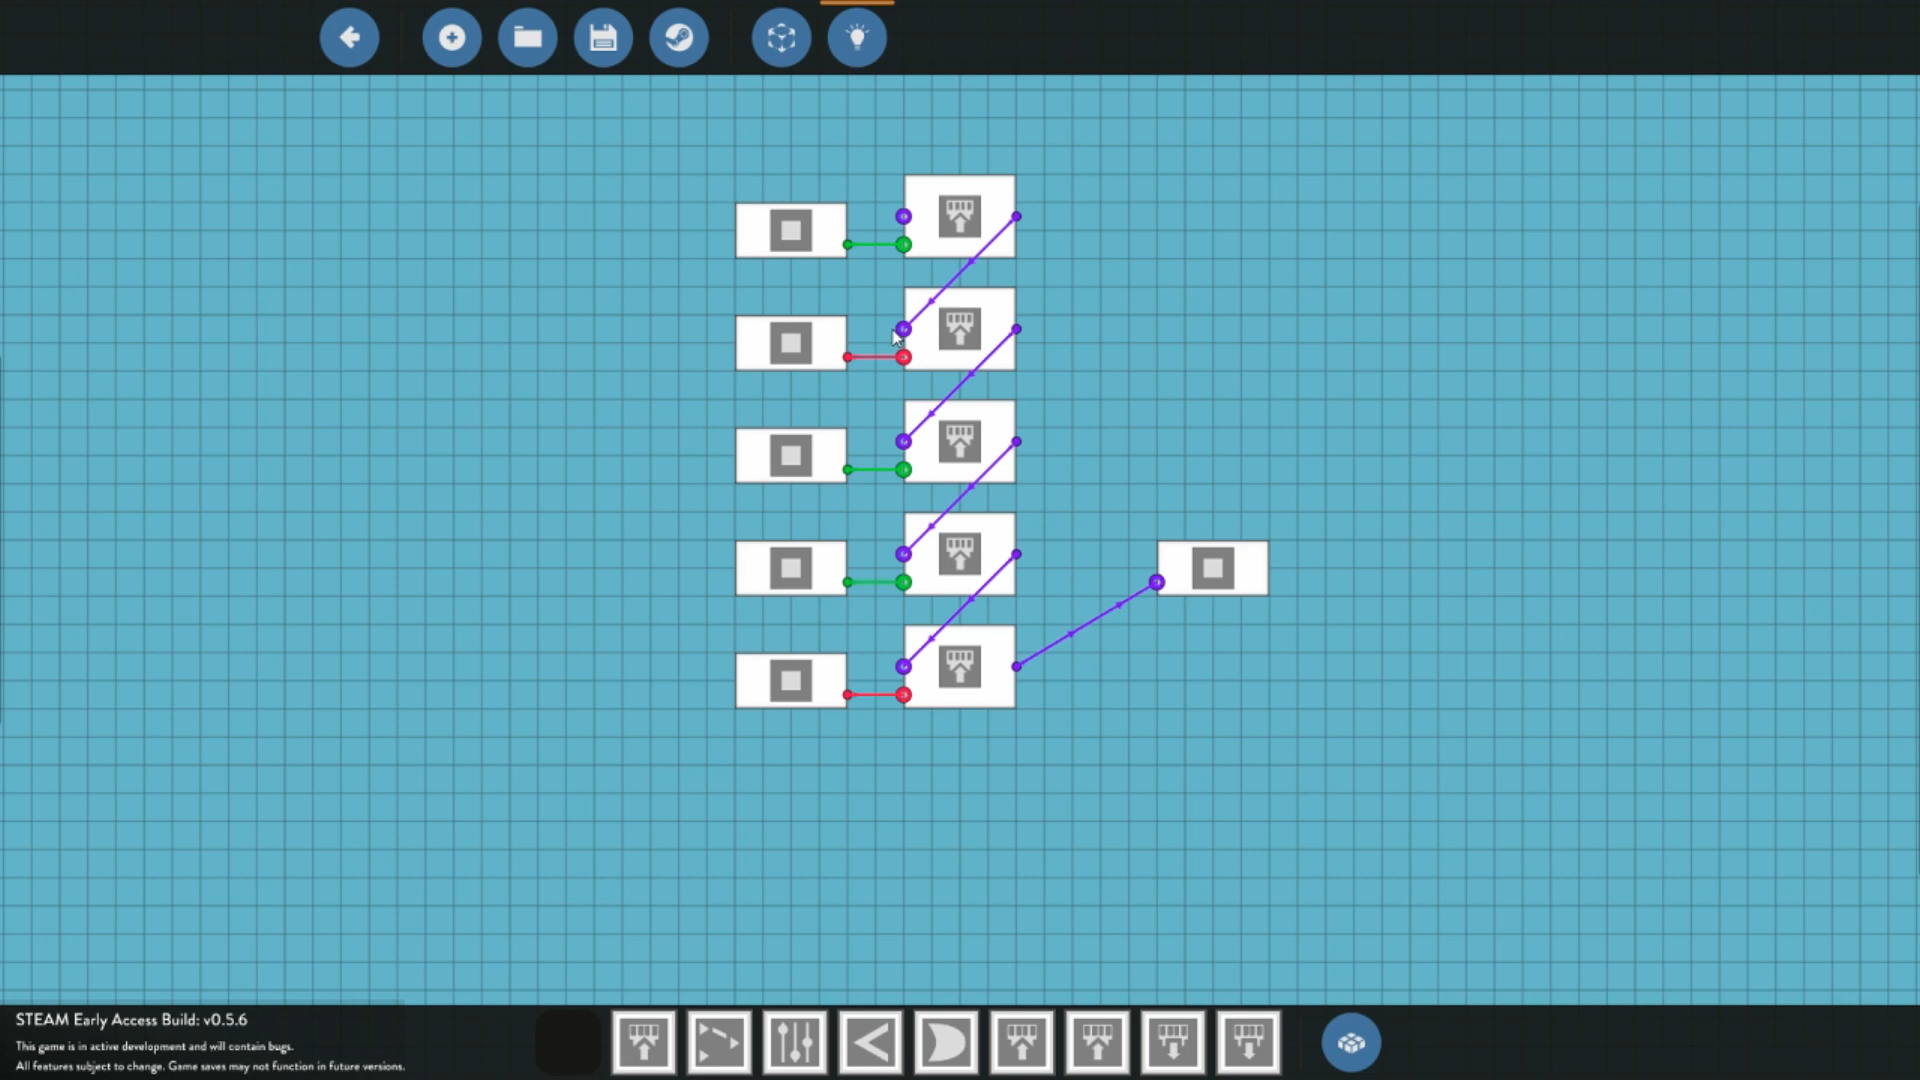 STEAM Early Access Build: v0.5.6
This game is in active development and will contain bugs.
All features subject to change. Game saves may not function in future versions.